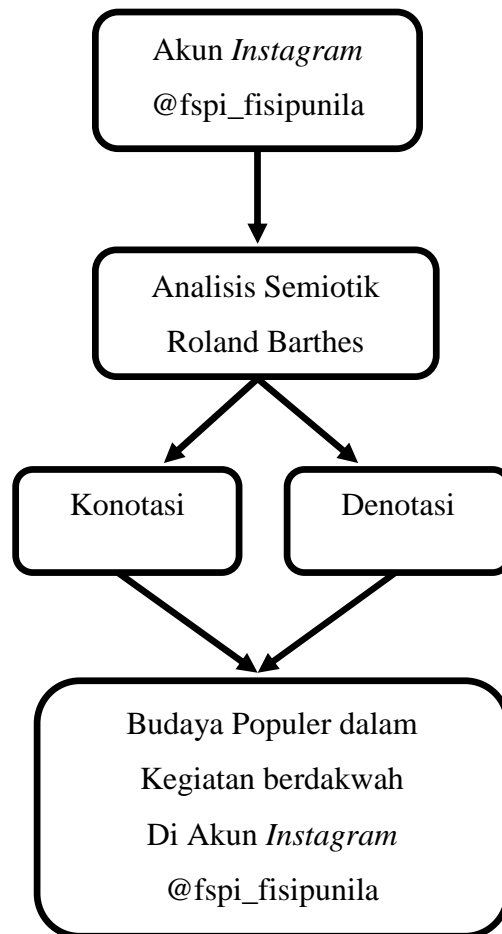 Akun Instagram
@fspi_fisipunila
Analisis Semiotik
Roland Barthes
Konotasi
Denotasi
Budaya Populer dalam
Kegiatan berdakwah
Di Akun Instagram
@fspi_fisipunila